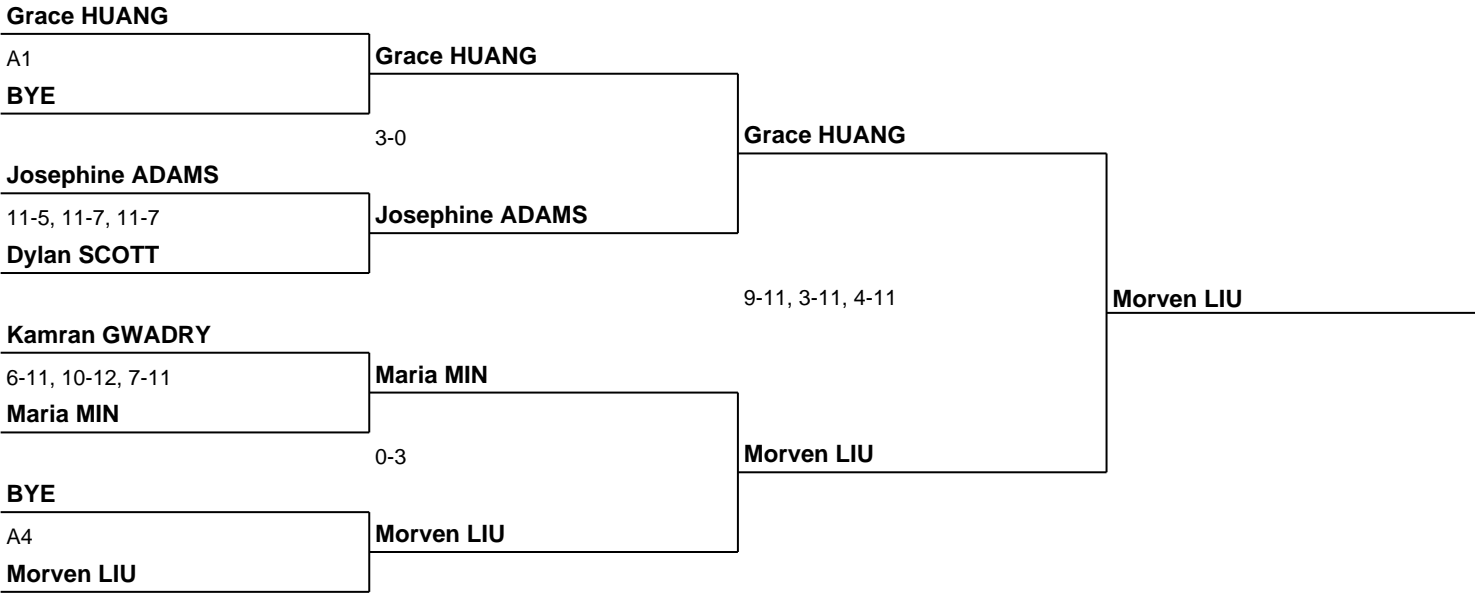 Grace HUANG
A1
BYE
Grace HUANG
3-0
Josephine ADAMS
11-5, 11-7, 11-7
Dylan SCOTT
Josephine ADAMS
Grace HUANG
9-11, 3-11, 4-11
Kamran GWADRY
6-11, 10-12, 7-11
Maria MIN
Maria MIN
0-3
BYE
A4
Morven LIU
Morven LIU
Morven LIU
Morven LIU